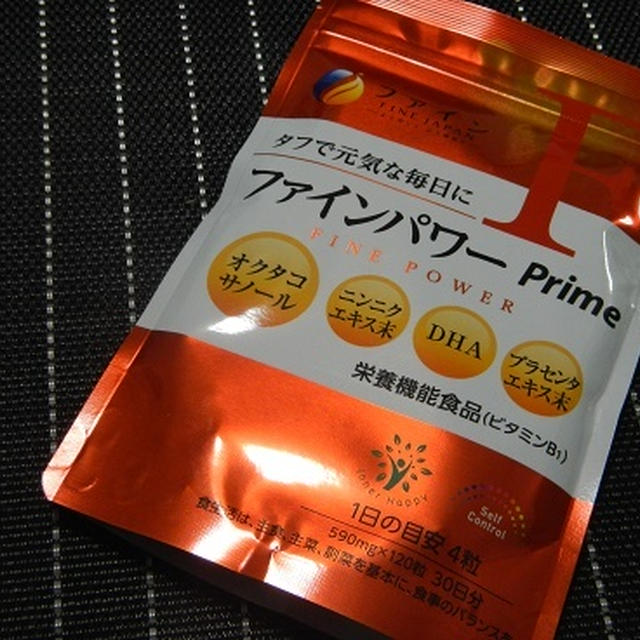 ファイン
FINE JAPAN
F
タフで元気な毎日に
ファインパワー Prime
FINE POWER
オクタコ
サノール
ニンニク
エキス末
DHA
プラセンタ
エキス末
栄養機能食品(ビタミンB₁)
Inner Happy
Self
Control
1日の目安 4粒
590mg×120粒 30日分
食生活は、主食、主菜、副菜を基本に、食事のバランスを